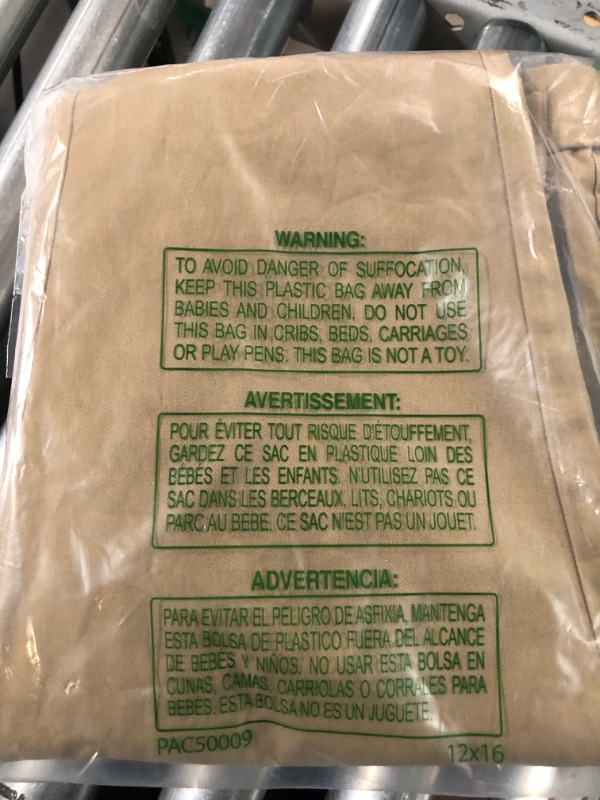 WARNING:
TO AVOID DANGER OF SUFFOCATION,
KEEP THIS PLASTIC BAG AWAY FROM
BABIES AND CHILDREN. DO NOT USE
THIS BAG IN CRIBS, BEDS, CARRIAGES
OR PLAY PENS. THIS BAG IS NOT A TOY.
AVERTISSEMENT:
POUR ÉVITER TOUT RISQUE D'ÉTOUFFEMENT,
GARDEZ CE SAC EN PLASTIQUE LOIN DES
BÉBÉS ET LES ENFANTS. N'UTILISEZ PAS CE
SAC DANS LES BERCEAUX, LITS, CHARIOTS OU
PARC AU BEBE. CE SAC N'EST PAS UN JOUET.
ADVERTENCIA:
PARA EVITAR EL PELIGRO DE ASFIXIA, MANTENGA
ESTA BOLSA DE PLASTICO FUERA DEL ALCANCE
DE BEBES Y NIÑOS. NO USAR ESTA BOLSA EN
CUNAS, CAMAS, CARRIOLAS O CORRALES PARA
BEBES. ESTA BOLSA NO ES UN JUGUETE.
PAC50009
12x16